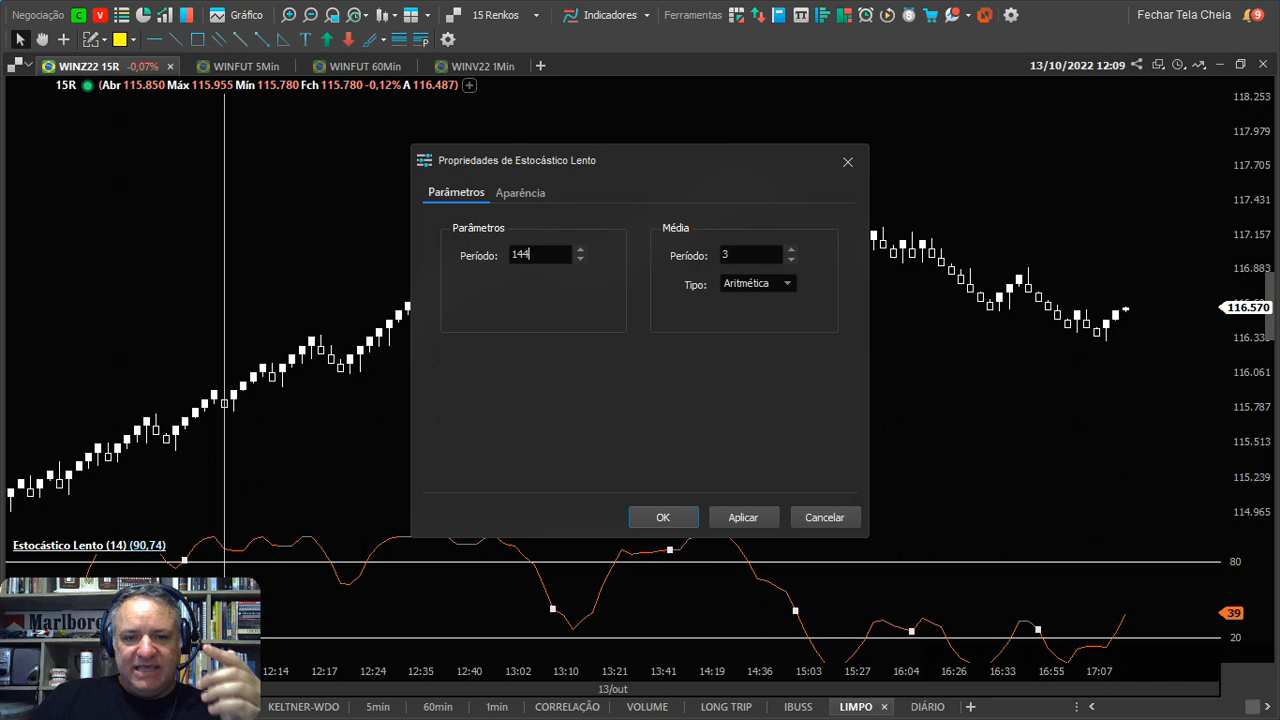 Negociação C V Gráfico 15 Renkos Indicadores Ferramentas Fechar Tela Cheia 9
WINZ22 15R -0,07% × WINFUT 5Min WINFUT 60Min WINV22 1Min + 13/10/2022 12:09
15R (Abr 115.850 Máx 115.955 Mín 115.780 Fch 115.780 -0,12% A 116.487)
118.253
117.979
117.705
117.431
117.157
116.883
116.570
116.335
116.061
115.787
115.513
115.239
114.965
Propriedades de Estocástico Lento
Parâmetros Aparência
Parâmetros Média
Período: 144 Período: 3
Tipo: Aritmética
OK Aplicar Cancelar
Estocástico Lento (14) (90,74)
80
39
20
Marlboro
12:14 12:24 12:34 12:44 13:02 13:10 13:21 13:41 14:19 14:36 15:03 15:27 16:04 16:33 16:55 17:07
13/out
KELTNER-WDO 5min 60min 1min CORRELAÇÃO VOLUME LONG TRIP IBUSS LIMPO × DIÁRIO +